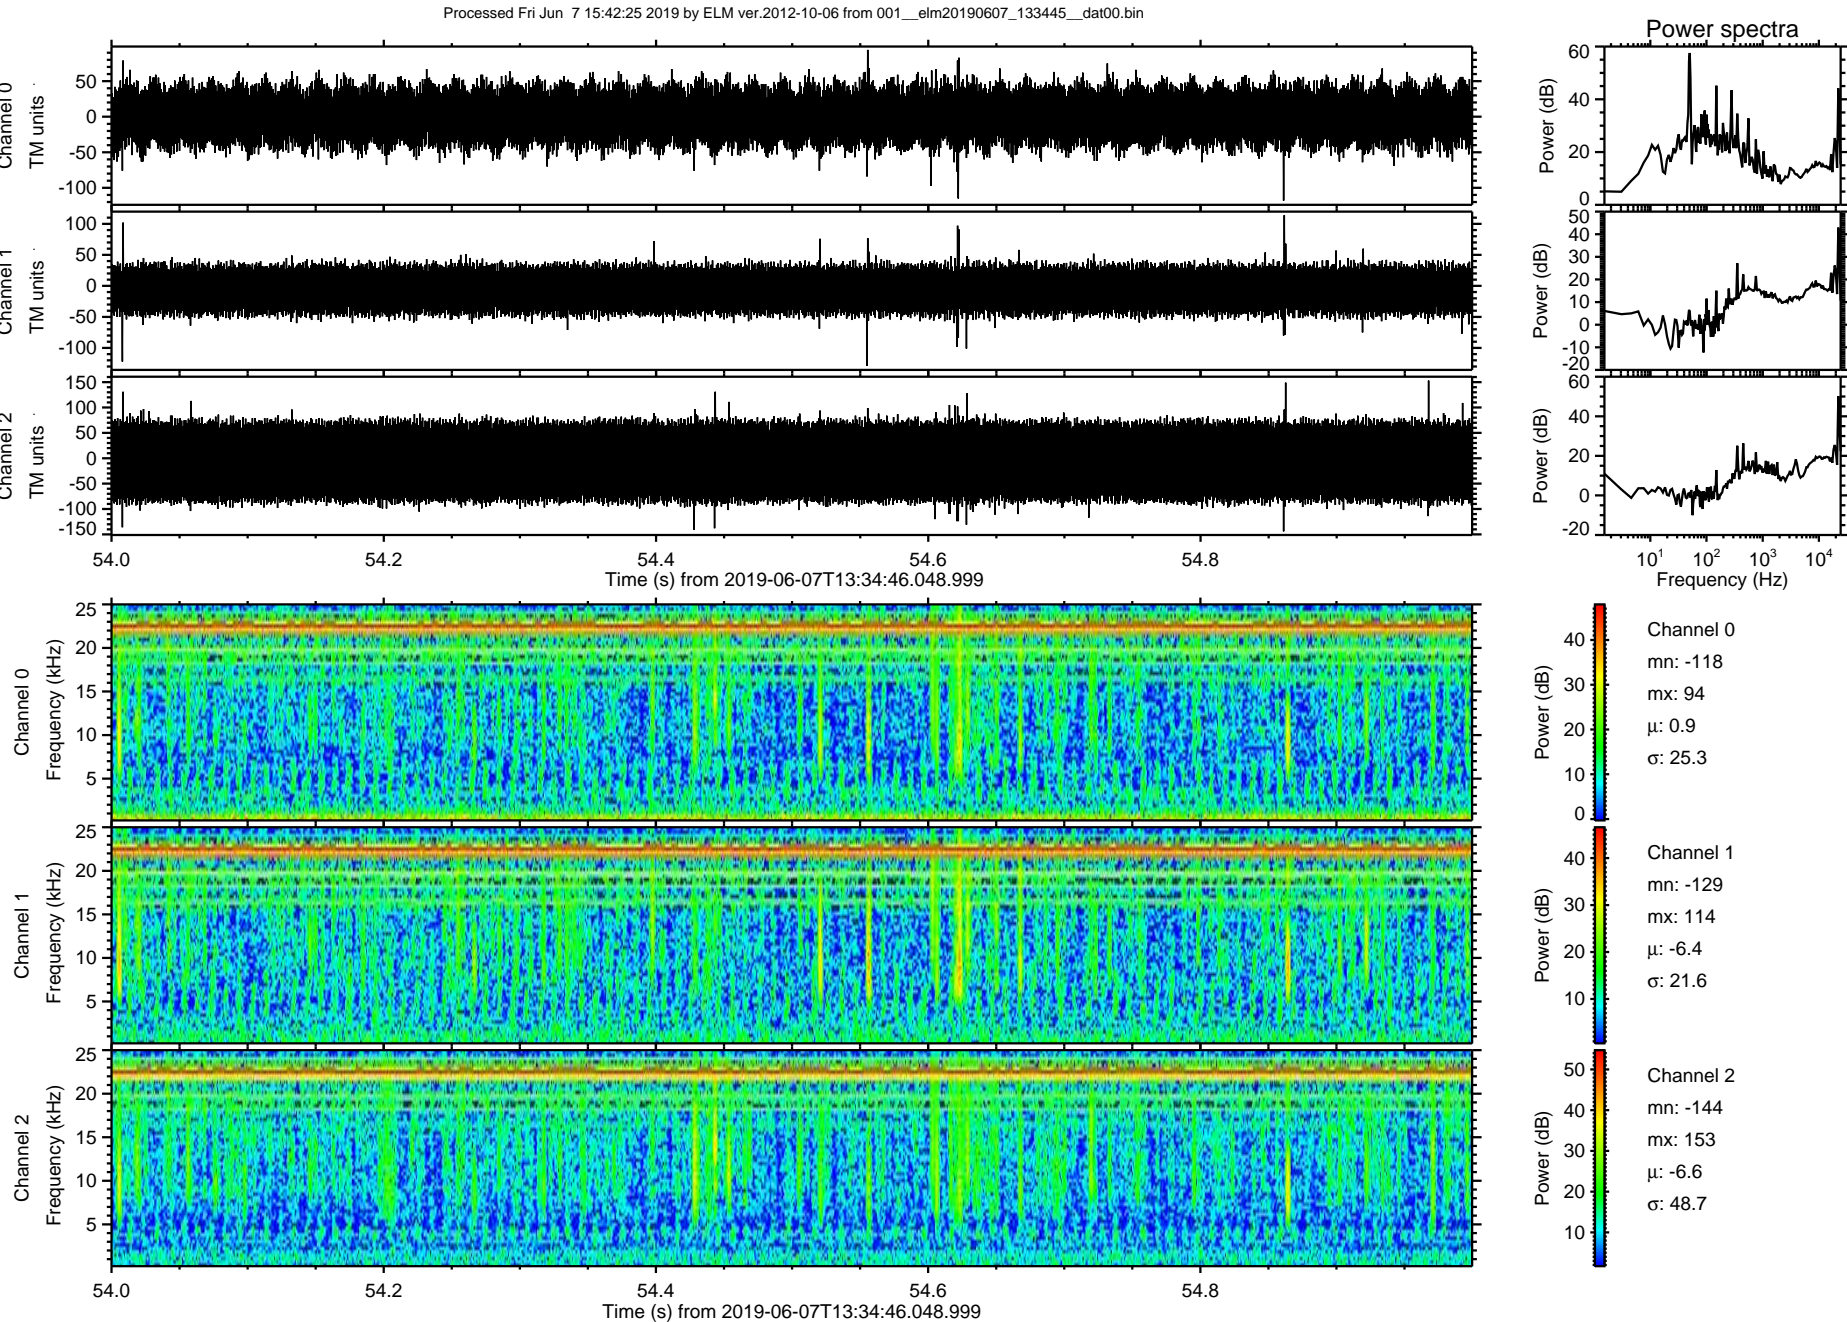 Processed Fri Jun 7 15:42:25 2019 by ELM ver.2012-10-06 from 001__elm20190607_133445__dat00.bin
Power spectra
Channel 0
TM units
50
0
-50
-100
Power (dB)
60
40
20
0
Channel 1
TM units
100
50
0
-50
-100
Power (dB)
50
40
30
20
10
0
-10
-20
Channel 2
TM units
150
100
50
0
-50
-100
-150
Power (dB)
60
40
20
0
-20
54.0 54.2 54.4 54.6 54.8
Time (s) from 2019-06-07T13:34:46.048.999
10¹ 10² 10³ 10⁴
Frequency (Hz)
Channel 0
Frequency (kHz)
25
20
15
10
5
Power (dB)
40
30
20
10
0
Channel 0
mn: -118
mx: 94
μ: 0.9
σ: 25.3
Channel 1
Frequency (kHz)
25
20
15
10
5
Power (dB)
40
30
20
10
Channel 1
mn: -129
mx: 114
μ: -6.4
σ: 21.6
Channel 2
Frequency (kHz)
25
20
15
10
5
Power (dB)
50
40
30
20
10
Channel 2
mn: -144
mx: 153
μ: -6.6
σ: 48.7
54.0 54.2 54.4 54.6 54.8
Time (s) from 2019-06-07T13:34:46.048.999